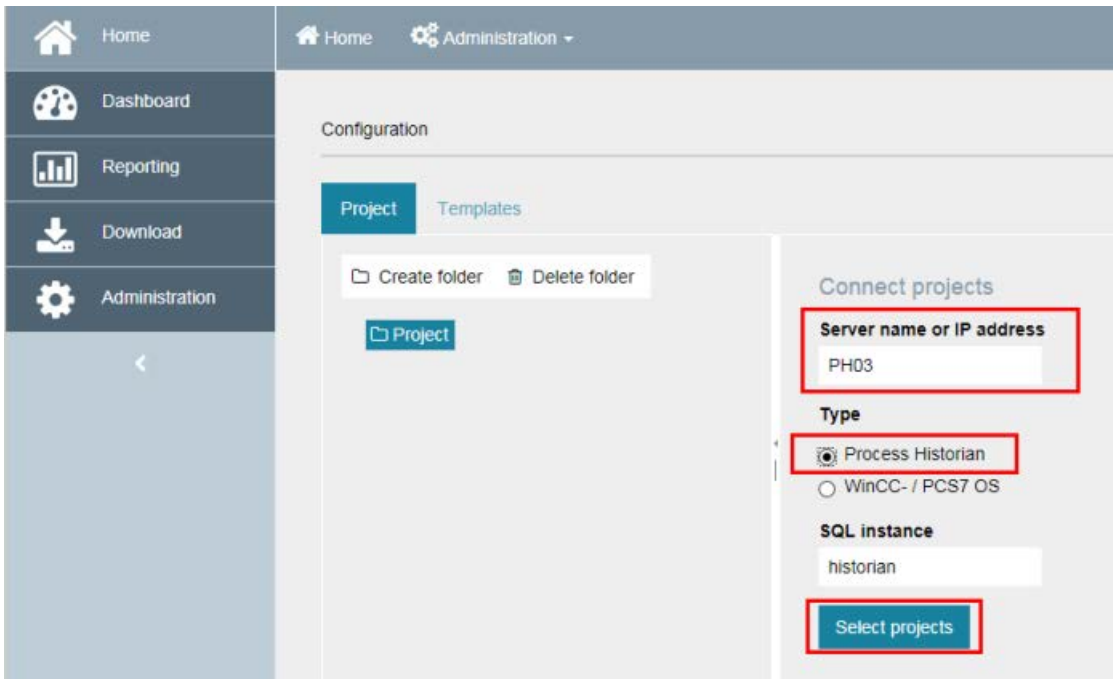 Home
Dashboard
Reporting
Download
Administration
Home Administration
Configuration
Project Templates
Create folder Delete folder
Project
Connect projects
Server name or IP address
PH03
Type
Process Historian
WinCC- / PCS7 OS
SQL instance
historian
Select projects